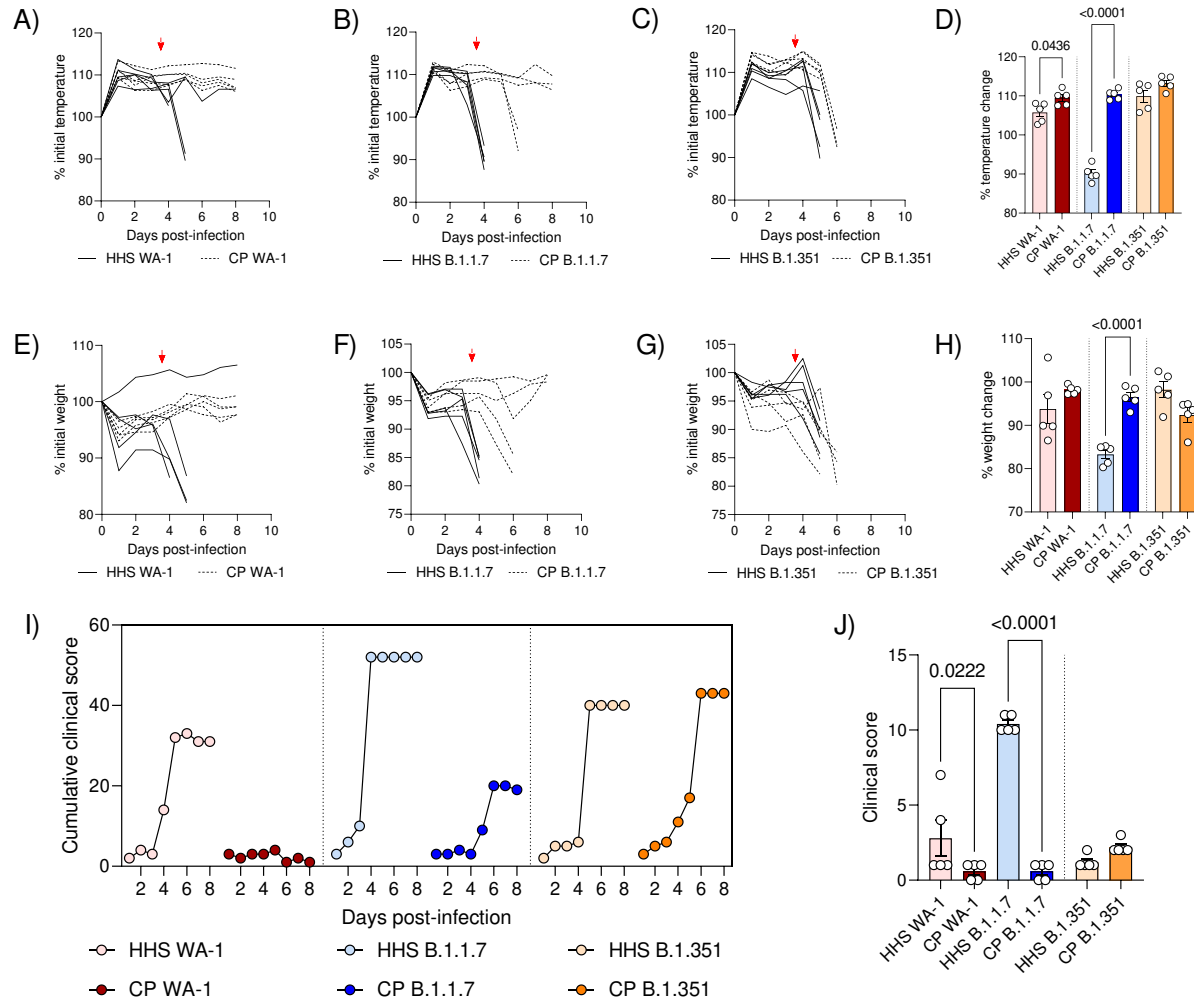 A)
% initial temperature
120
110
100
90
80
0 2 4 6 8 10
Days post-infection
HHS WA-1 CP WA-1
B)
% initial temperature
120
110
100
90
80
0 2 4 6 8 10
Days post-infection
HHS B.1.1.7 CP B.1.1.7
C)
% initial temperature
120
110
100
90
80
0 2 4 6 8 10
Days post-infection
HHS B.1.351 CP B.1.351
D)
% temperature change
<0.0001
0.0436
120
110
100
90
80
HHS WA-1
CP WA-1
HHS B.1.1.7
CP B.1.1.7
HHS B.1.351
CP B.1.351
E)
% initial weight
110
100
90
80
0 2 4 6 8 10
Days post-infection
HHS WA-1 CP WA-1
F)
% initial weight
105
100
95
90
85
80
75
0 2 4 6 8 10
Days post-infection
HHS B.1.1.7 CP B.1.1.7
G)
% initial weight
105
100
95
90
85
80
75
0 2 4 6 8 10
Days post-infection
HHS B.1.351 CP B.1.351
H)
% weight change
<0.0001
110
100
90
80
70
HHS WA-1
CP WA-1
HHS B.1.1.7
CP B.1.1.7
HHS B.1.351
CP B.1.351
I)
Cumulative clinical score
60
40
20
0
2 4 6 8 2 4 6 8 2 4 6 8 2 4 6 8 2 4 6 8 2 4 6 8
Days post-infection
HHS WA-1 HHS B.1.1.7 HHS B.1.351
CP WA-1 CP B.1.1.7 CP B.1.351
J)
Clinical score
<0.0001
0.0222
15
10
5
0
HHS WA-1
CP WA-1
HHS B.1.1.7
CP B.1.1.7
HHS B.1.351
CP B.1.351